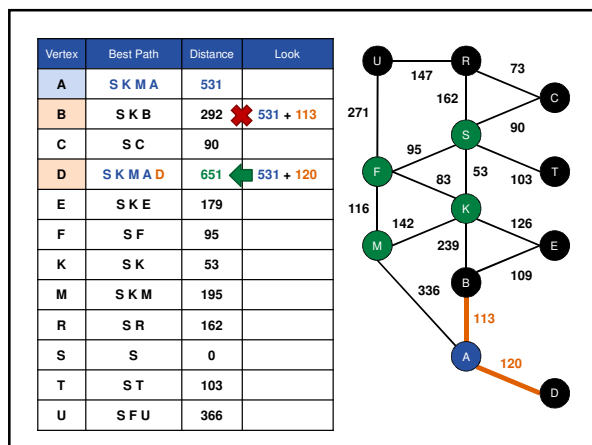 Vertex Best Path Distance Look
A S K M A 531
B S K B 292 531 + 113
C S C 90
D S K M A D 651 531 + 120
E S K E 179
F S F 95
K S K 53
M S K M 195
R S R 162
S S 0
T S T 103
U S F U 366
U R
147 73
C
271 162
90
S
95
F 53 T
83 103
K
116 142 126
M E
239
109
B
336
113
A
120
D